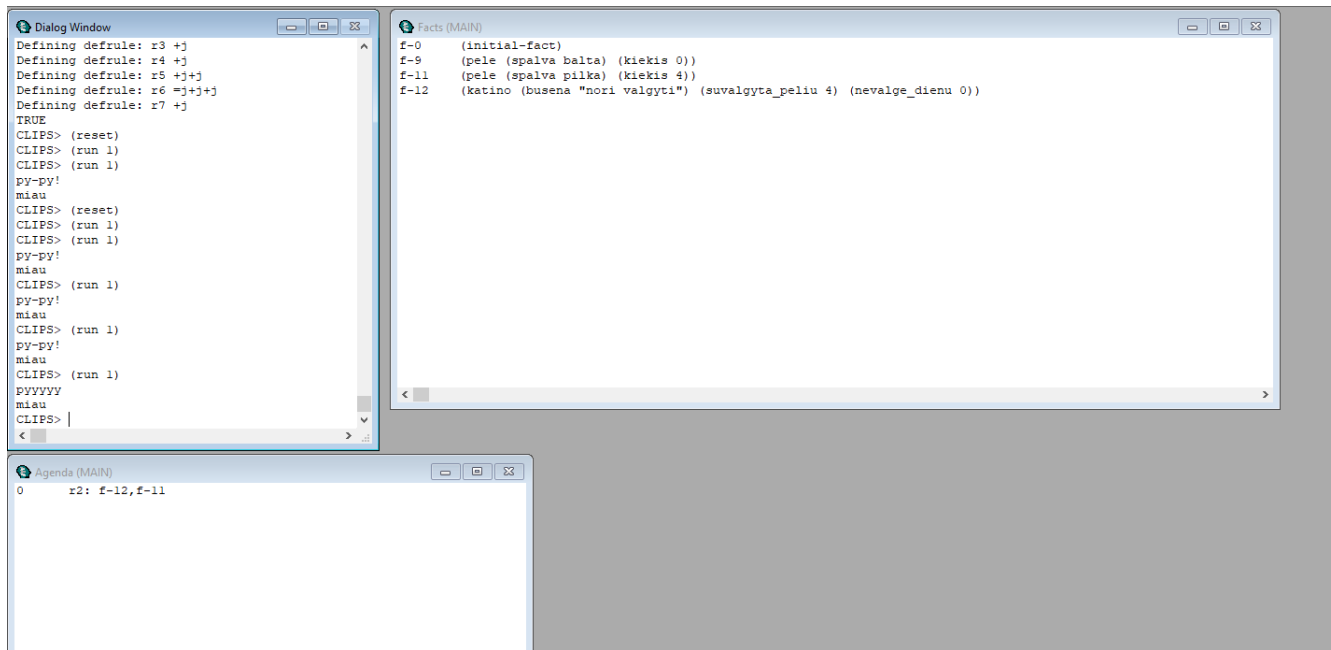 Dialog Window
Defining defrule: r3 +j
Defining defrule: r4 +j
Defining defrule: r5 +j+j
Defining defrule: r6 =j+j+j
Defining defrule: r7 +j
TRUE
CLIPS> (reset)
CLIPS> (run 1)
CLIPS> (run 1)
py-py!
miau
CLIPS> (reset)
CLIPS> (run 1)
CLIPS> (run 1)
py-py!
miau
CLIPS> (run 1)
py-py!
miau
CLIPS> (run 1)
py-py!
miau
CLIPS> (run 1)
pyyyyy
miau
CLIPS>
Facts (MAIN)
f-0 (initial-fact)
f-9 (pele (spalva balta) (kiekis 0))
f-11 (pele (spalva pilka) (kiekis 4))
f-12 (katino (busena "nori valgyti") (suvalgyta_peliu 4) (nevalge_dienu 0))
Agenda (MAIN)
0 r2: f-12,f-11